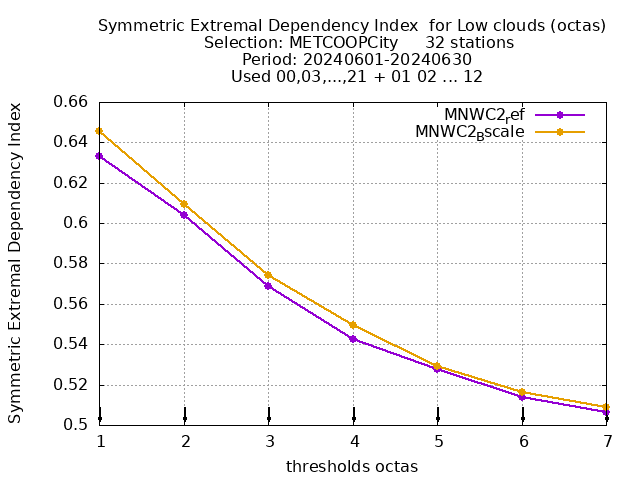 Symmetric Extremal Dependency Index  for Low clouds (octas)
Selection: METCOOPCity     32 stations
Period: 20240601-20240630
Used 00,03,...,21 + 01 02 ... 12
MNWC2ref
MNWC2Bscale
Symmetric Extremal Dependency Index
0.66
0.64
0.62
0.6
0.58
0.56
0.54
0.52
0.5
1 2 3 4 5 6 7
thresholds octas